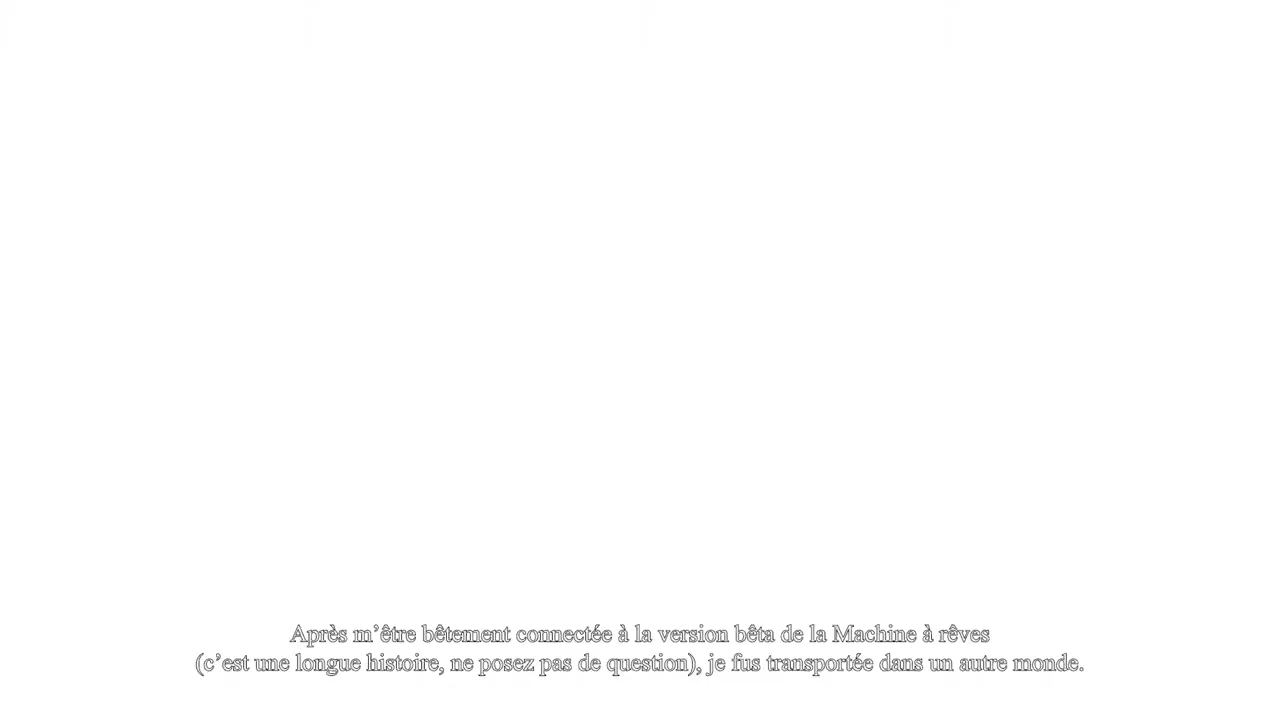 Après m’être bêtement connectée à la version bêta de la Machine à rêves
(c’est une longue histoire, ne posez pas de question), je fus transportée dans un autre monde.